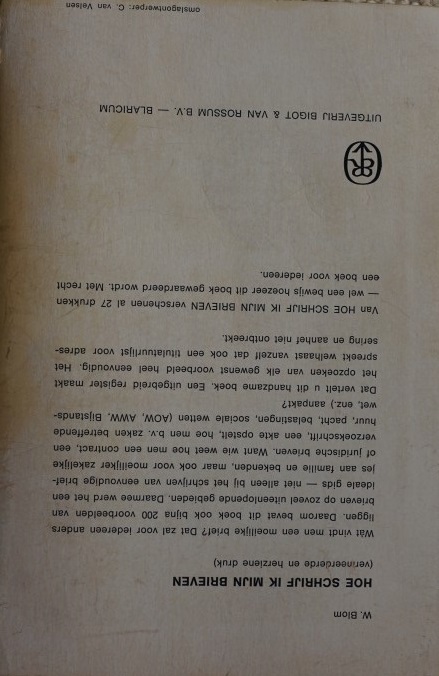 W. Blom
HOE SCHRIJF IK MIJN BRIEVEN
(vermeerderde en herziene druk)
Wàt vindt men een moeilijke brief? Dat zal voor iedereen anders
liggen. Daarom bevat dit boek ook bijna 200 voorbeelden van
brieven op zoveel uiteenlopende gebieden. Daarmee werd het een
ideale gids — niet alleen bij het schrijven van eenvoudige brief-
jes aan familie en bekenden, maar ook voor moeilijker zakelijke
of juridische brieven. Want wie weet hoe men een contract, een
verzoekschrift, een akte opstelt, hoe men b.v. zaken betreffende
huur, pacht, belastingen, sociale wetten (AOW, AWW, Bijstands-
wet, enz.) aanpakt?
Dat vertelt u dit handzame boek. Een uitgebreid register maakt
het opzoeken van elk gewenst voorbeeld heel eenvoudig. Het
spreekt welhaast vanzelf dat ook een titulatuurlijst voor adres-
sering en aanhef niet ontbreekt.
Van HOE SCHRIJF IK MIJN BRIEVEN verschenen al 27 drukken
— wel een bewijs hoezeer dit boek gewaardeerd wordt. Met recht
een boek voor iedereen.
UITGEVERIJ BIGOT & VAN ROSSUM B.V. — BLARICUM
omslagontwerper: C. van Velsen